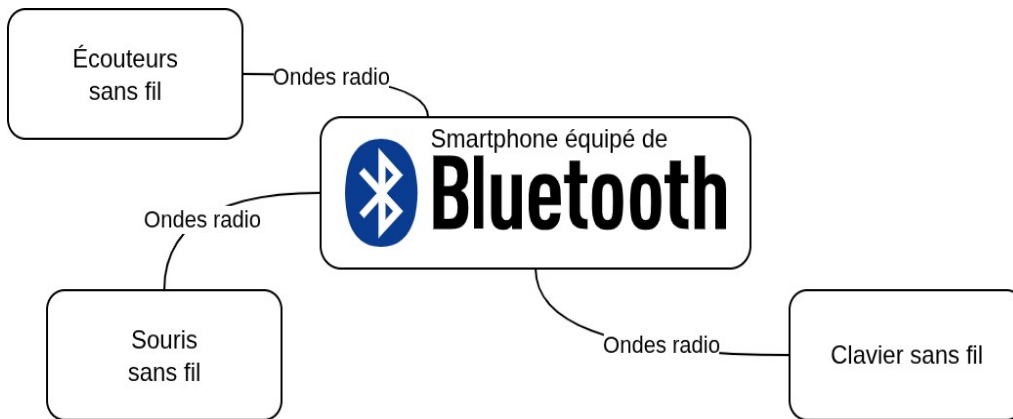 Écouteurs
sans fil
Ondes radio
Smartphone équipé de
Bluetooth
Ondes radio
Souris
sans fil
Ondes radio
Clavier sans fil